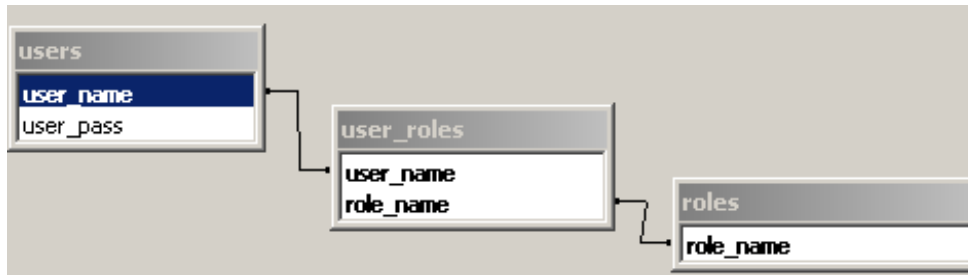 users
user_name
user_pass
user_roles
user_name
role_name
roles
role_name